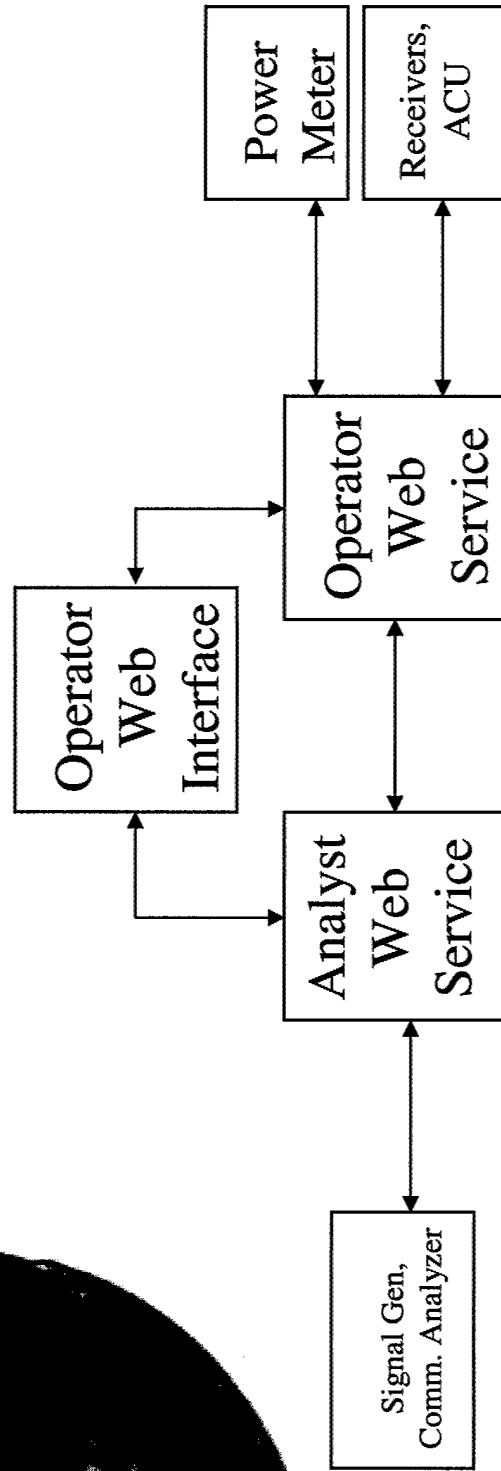 Operator
Web
Interface
Signal Gen,
Comm. Analyzer
Analyst
Web
Service
Operator
Web
Service
Power
Meter
Receivers,
ACU